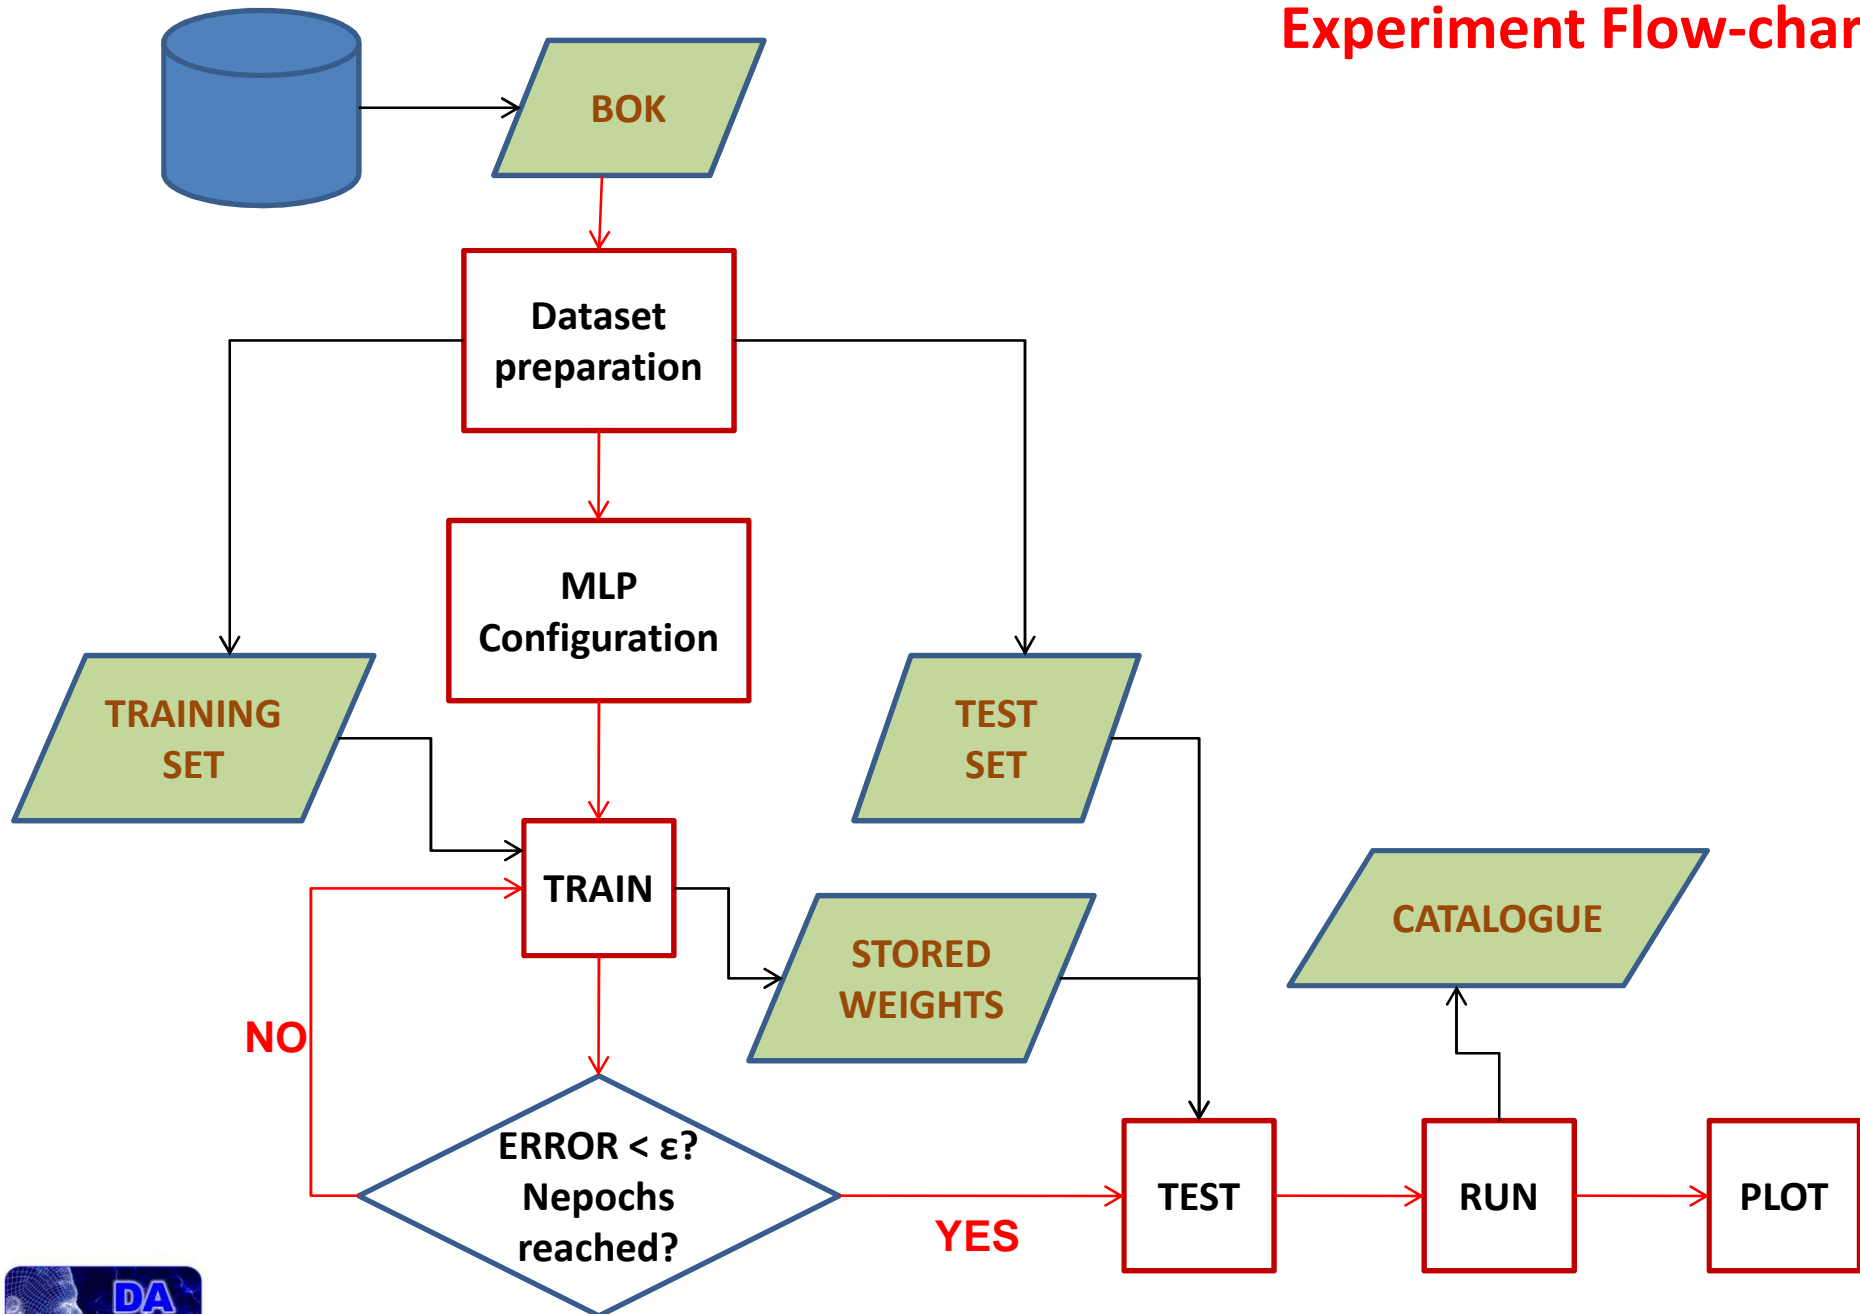 Experiment Flow-char
BOK
Dataset
preparation
MLP
Configuration
TRAINING
SET
TEST
SET
TRAIN
STORED
WEIGHTS
CATALOGUE
NO
ERROR < ε?
Nepochs
reached?
YES
TEST
RUN
PLOT
DA